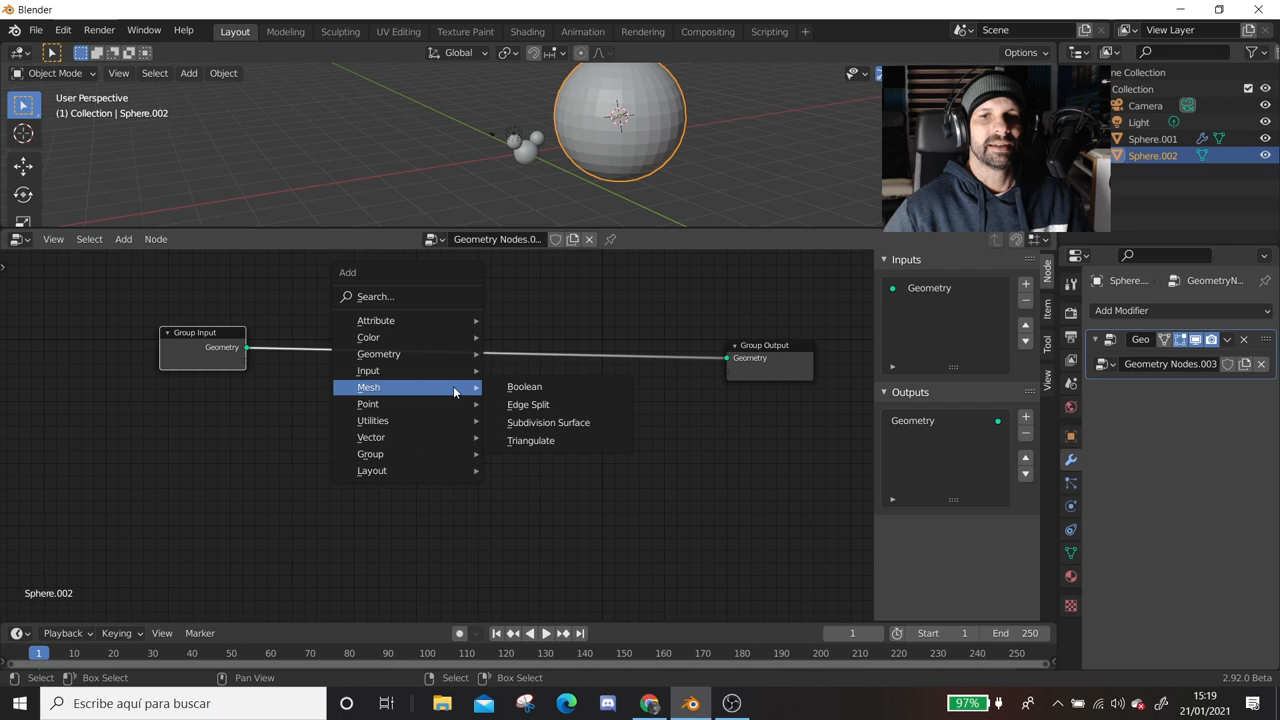 Blender
File Edit Render Window Help Layout Modeling Sculpting UV Editing Texture Paint Shading Animation Rendering Compositing Scripting + Scene View Layer
Global Options
Object Mode View Select Add Object
User Perspective
(1) Collection | Sphere.002
ne Collection
Collection
Camera
Light
Sphere.001
Sphere.002
View Select Add Node Geometry Nodes.0...
Add
Search...
Attribute
Color
Geometry
Input
Mesh
Point
Utilities
Vector
Group
Layout
Boolean
Edge Split
Subdivision Surface
Triangulate
Group Input
Geometry
Group Output
Geometry
Inputs
Geometry
Outputs
Geometry
Node
Item
Tool
View
Sphere.... GeometryN...
Add Modifier
Geo
Geometry Nodes.003
Sphere.002
Playback Keying View Marker 1 Start 1 End 250
1 10 20 30 40 50 60 70 80 90 100 110 120 130 140 150 160 170 180 190 200 210 220 230 240 250
Select Box Select Pan View Select Box Select 2.92.0 Beta
Escribe aquí para buscar
97%
15:19
21/01/2021